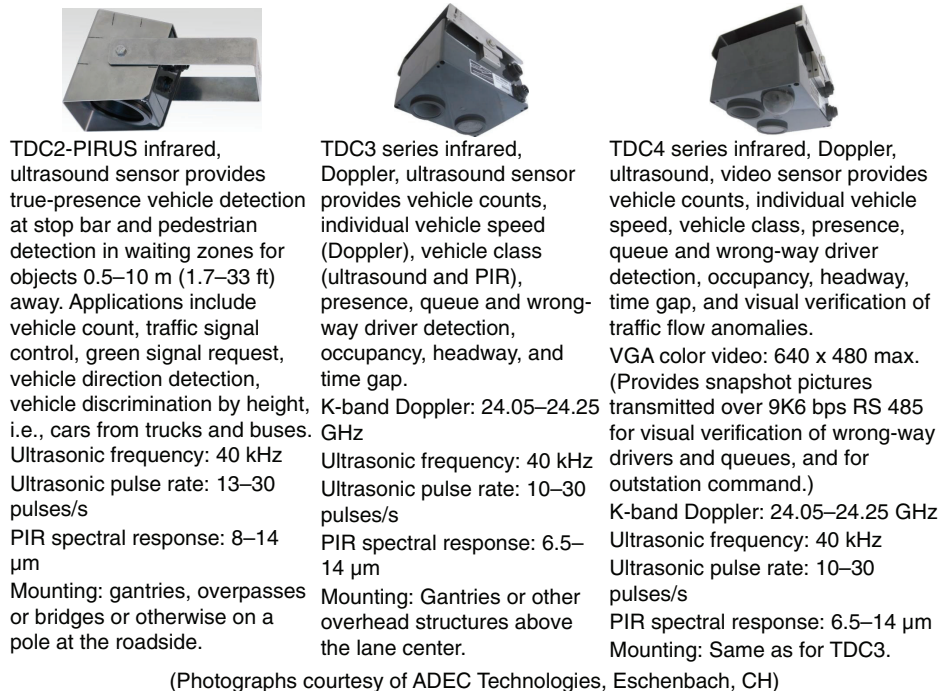 TDC2-PIRUS infrared,
ultrasound sensor provides
true-presence vehicle detection
at stop bar and pedestrian
detection in waiting zones for
objects 0.5–10 m (1.7–33 ft)
away. Applications include
vehicle count, traffic signal
control, green signal request,
vehicle direction detection,
vehicle discrimination by height,
i.e., cars from trucks and buses.
Ultrasonic frequency: 40 kHz
Ultrasonic pulse rate: 13–30
pulses/s
PIR spectral response: 8–14
µm
Mounting: gantries, overpasses
or bridges or otherwise on a
pole at the roadside.
TDC3 series infrared,
Doppler, ultrasound sensor
provides vehicle counts,
individual vehicle speed
(Doppler), vehicle class
(ultrasound and PIR),
presence, queue and wrong-
way driver detection,
occupancy, headway, and
time gap.
K-band Doppler: 24.05–24.25
GHz
Ultrasonic frequency: 40 kHz
Ultrasonic pulse rate: 10–30
pulses/s
PIR spectral response: 6.5–
14 µm
Mounting: Gantries or other
overhead structures above
the lane center.
TDC4 series infrared, Doppler,
ultrasound, video sensor provides
vehicle counts, individual vehicle
speed, vehicle class, presence,
queue and wrong-way driver
detection, occupancy, headway,
time gap, and visual verification of
traffic flow anomalies.
VGA color video: 640 x 480 max.
(Provides snapshot pictures
transmitted over 9K6 bps RS 485
for visual verification of wrong-way
drivers and queues, and for
outstation command.)
K-band Doppler: 24.05–24.25 GHz
Ultrasonic frequency: 40 kHz
Ultrasonic pulse rate: 10–30
pulses/s
PIR spectral response: 6.5–14 µm
Mounting: Same as for TDC3.
(Photographs courtesy of ADEC Technologies, Eschenbach, CH)